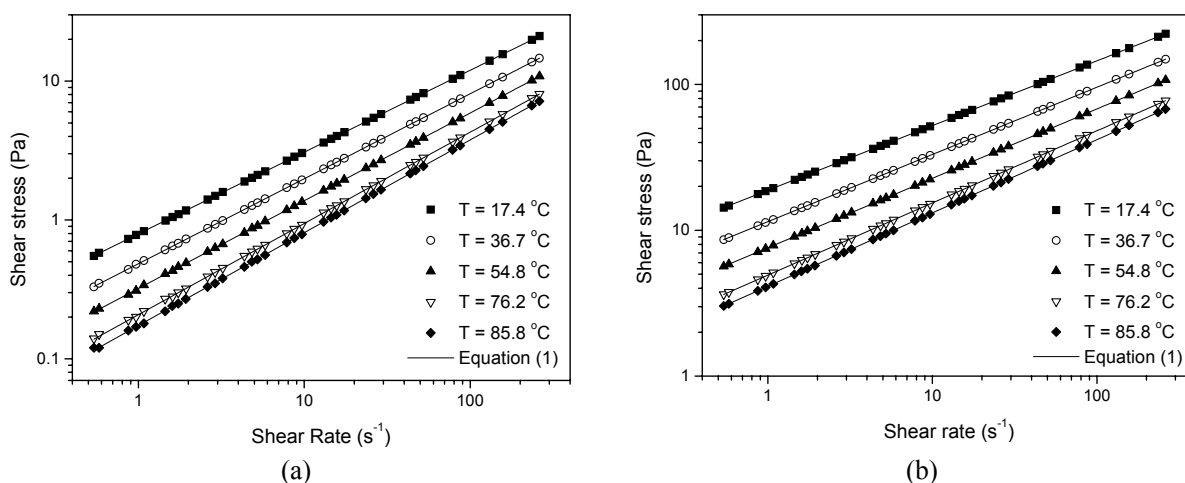 10
1
0.1
Shear stress (Pa)
T = 17.4 °C
T = 36.7 °C
T = 54.8 °C
T = 76.2 °C
T = 85.8 °C
Equation (1)
1 10 100
Shear Rate (s⁻¹)
(a)
100
10
1
Shear stress (Pa)
T = 17.4 °C
T = 36.7 °C
T = 54.8 °C
T = 76.2 °C
T = 85.8 °C
Equation (1)
1 10 100
Shear rate (s⁻¹)
(b)